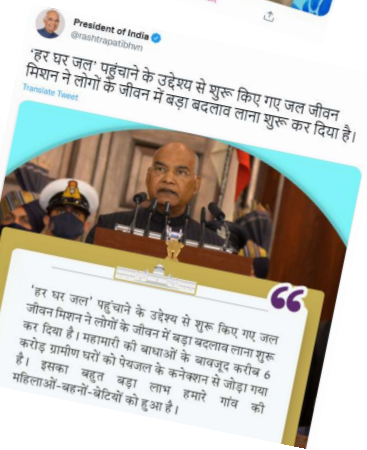 President of India
@rashtrapatibhvn
'हर घर जल' पहुंचाने के उद्देश्य से शुरू किए गए जल जीवन
मिशन ने लोगों के जीवन में बड़ा बदलाव लाना शुरू कर दिया है।
Translate Tweet
'हर घर जल' पहुंचाने के उद्देश्य से शुरू किए गए जल
जीवन मिशन ने लोगों के जीवन में बड़ा बदलाव लाना शुरू
कर दिया है। महामारी की बाधाओं के बावजूद करीब 6
करोड़ ग्रामीण घरों को पेयजल के कनेक्शन से जोड़ा गया
है। इसका बहुत बड़ा लाभ हमारे गांव की
महिलाओं-बहनों-बेटियों को हुआ है।